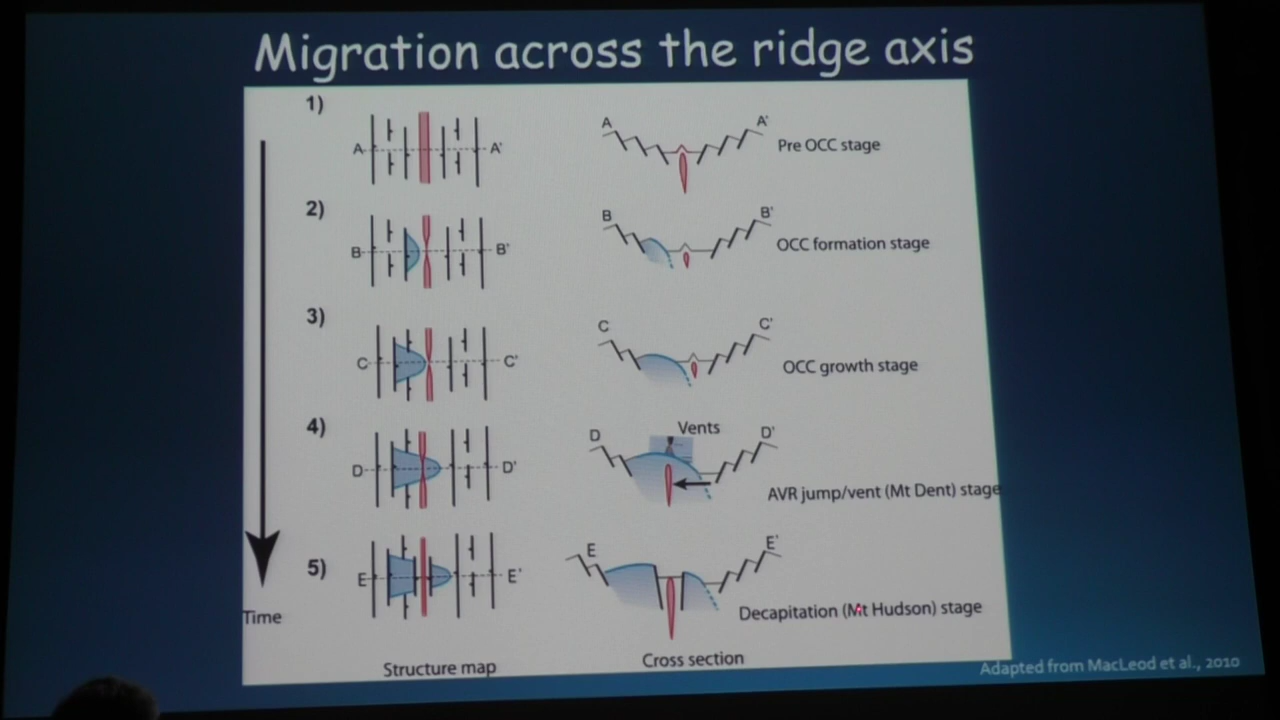 Migration across the ridge axis
1)
A A'
A A'
Pre OCC stage
2)
B B'
B B'
OCC formation stage
3)
C C'
C C'
OCC growth stage
4)
D D'
D D'
Vents
AVR jump/vent (Mt Dent) stage
5)
E E'
E E'
Decapitation (Mt Hudson) stage
Time
Structure map
Cross section
Adapted from MacLeod et al., 2010